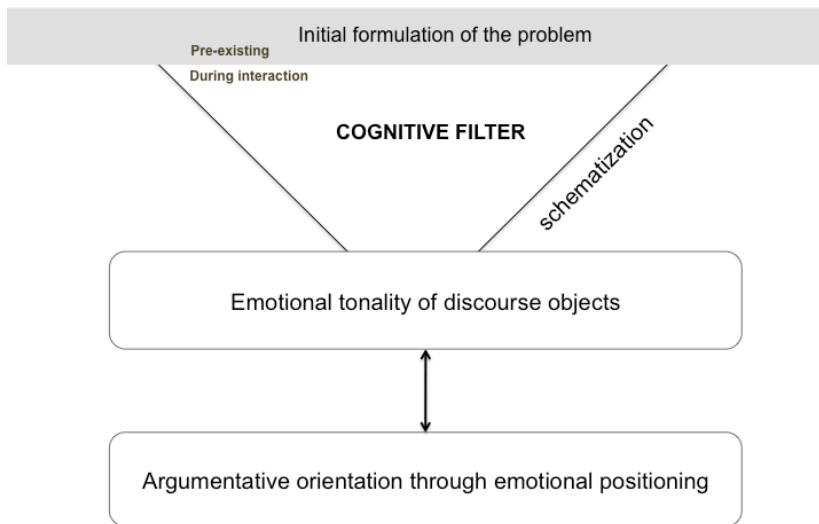 Initial formulation of the problem
Pre-existing
During interaction
COGNITIVE FILTER
schematization
Emotional tonality of discourse objects
Argumentative orientation through emotional positioning